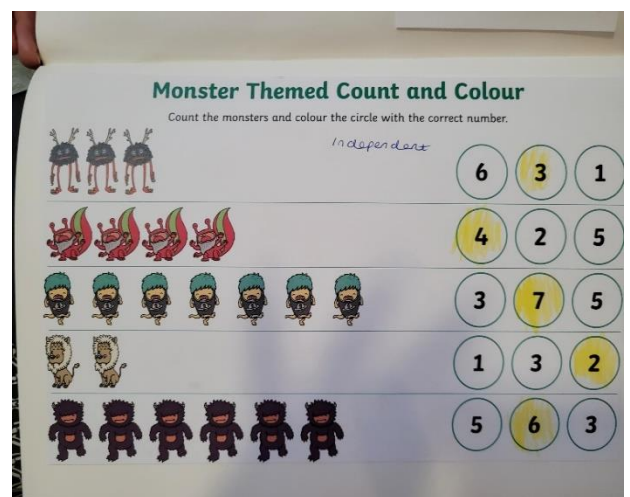 Monster Themed Count and Colour
Count the monsters and colour the circle with the correct number.
Independent
6 3 1
4 2 5
3 7 5
1 3 2
5 6 3